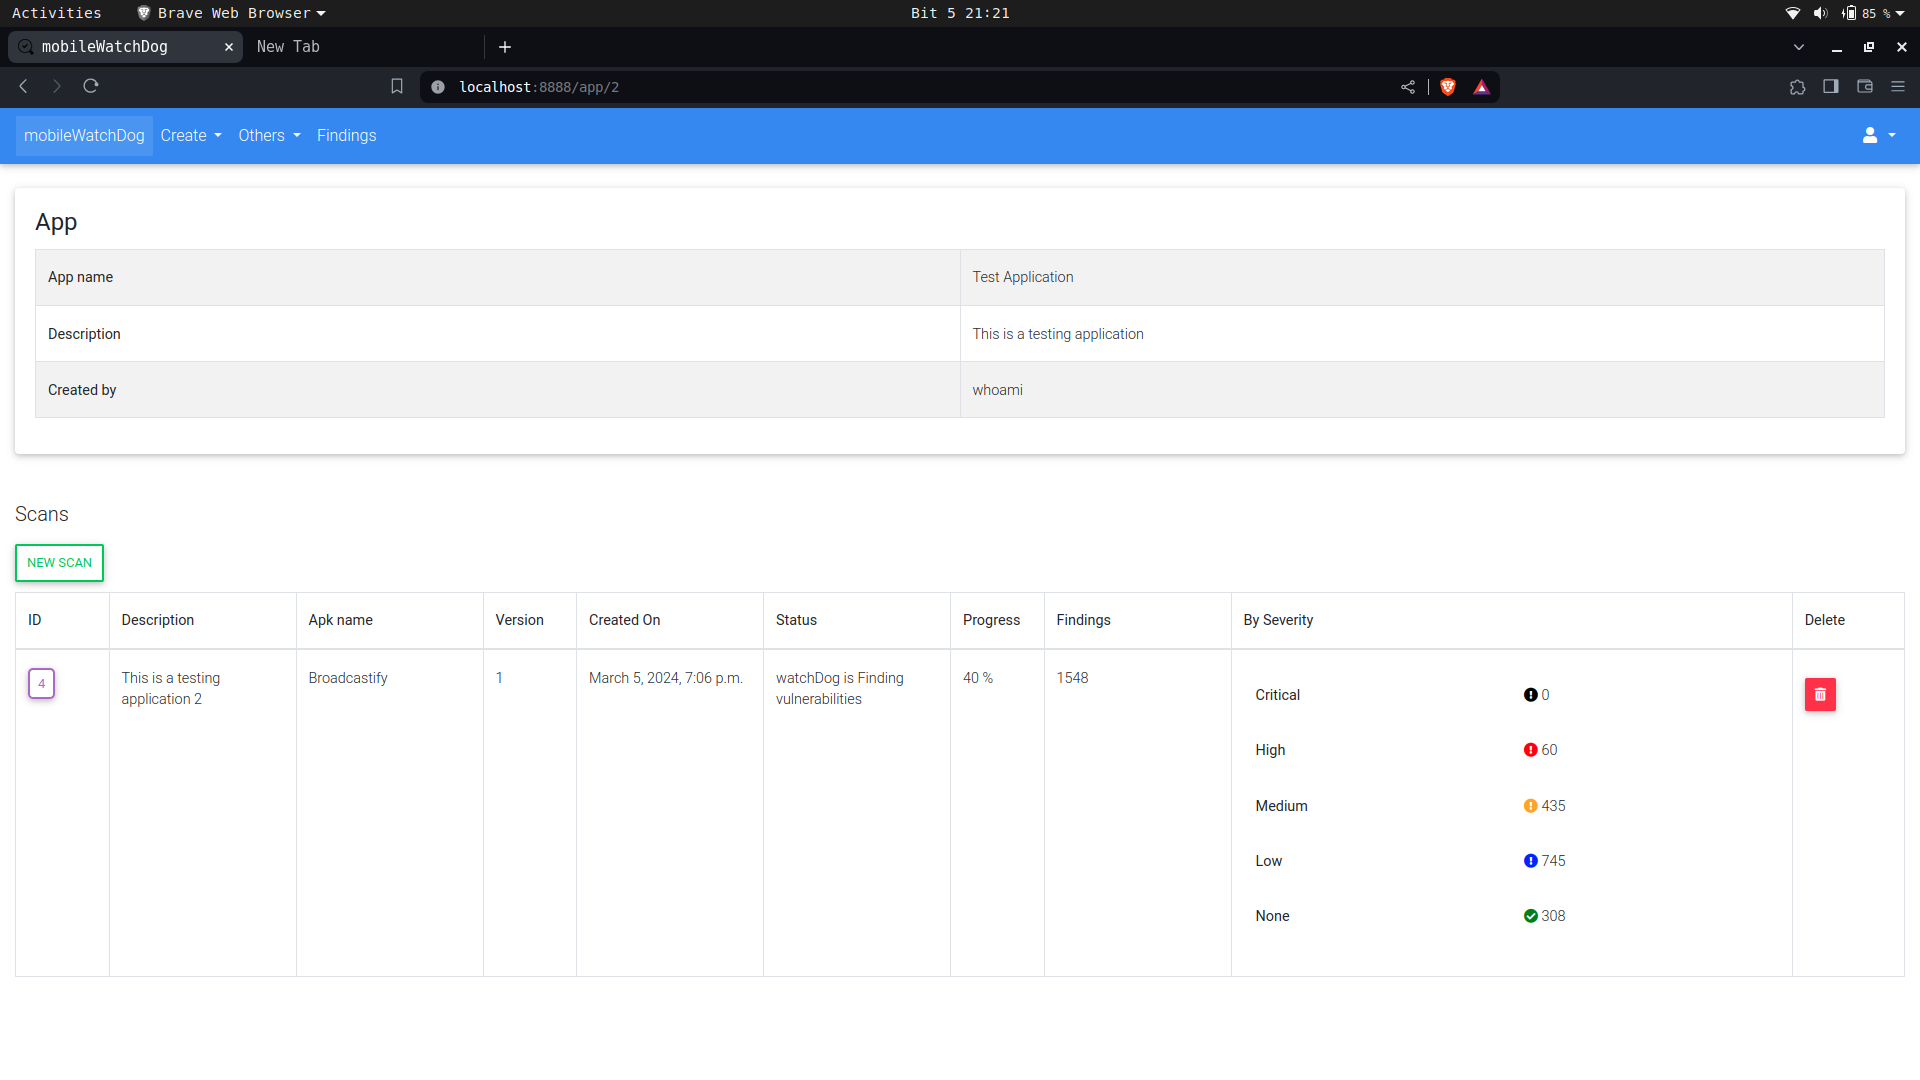 Activities Brave Web Browser Bit 5 21:21 85 %
mobileWatchDog New Tab
localhost:8888/app/2
mobileWatchDog Create Others Findings
App
App name Test Application
Description This is a testing application
Created by whoami
Scans
NEW SCAN
ID Description Apk name Version Created On Status Progress Findings By Severity Delete
4 This is a testing Broadcastify 1 March 5, 2024, 7:06 p.m. watchDog is Finding 40 % 1548
application 2 vulnerabilities
Critical 0
High 60
Medium 435
Low 745
None 308